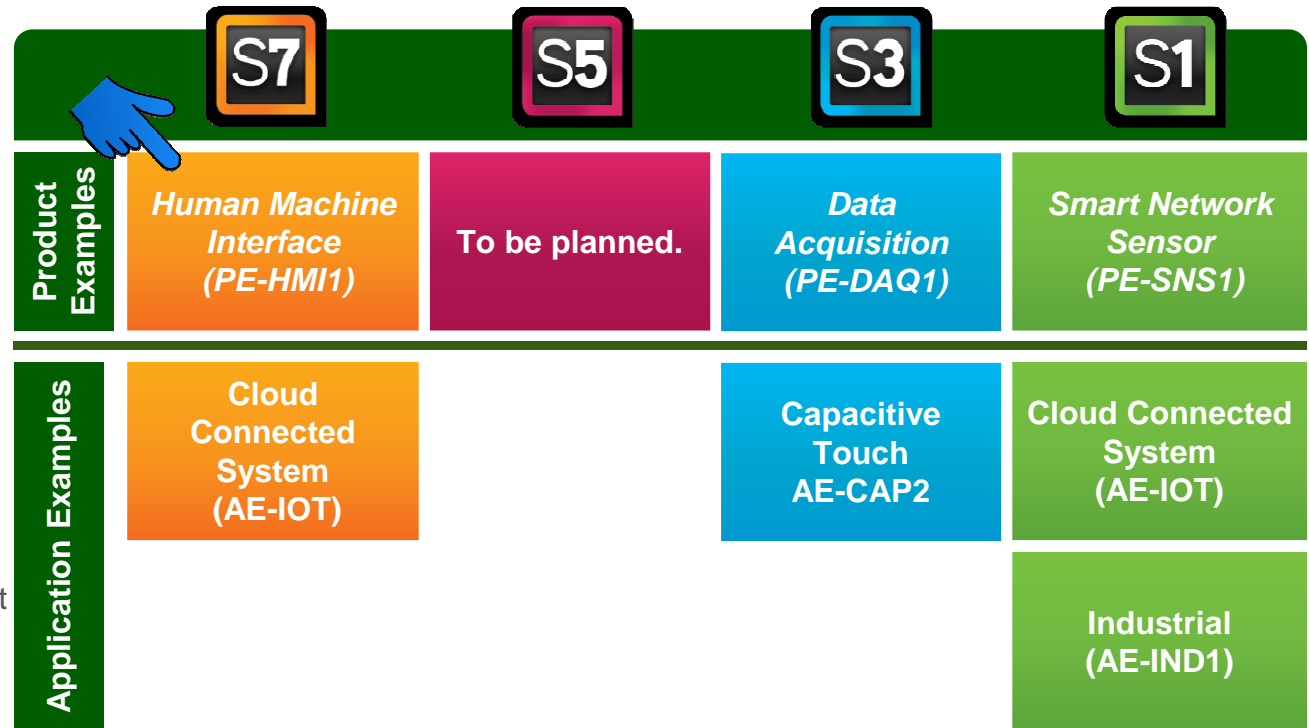 S7
S5
S3
S1
Product
Examples
Human Machine
Interface
(PE-HMI1)
To be planned.
Data
Acquisition
(PE-DAQ1)
Smart Network
Sensor
(PE-SNS1)
Application Examples
Cloud
Connected
System
(AE-IOT)
Capacitive
Touch
AE-CAP2
Cloud Connected
System
(AE-IOT)
Industrial
(AE-IND1)
t